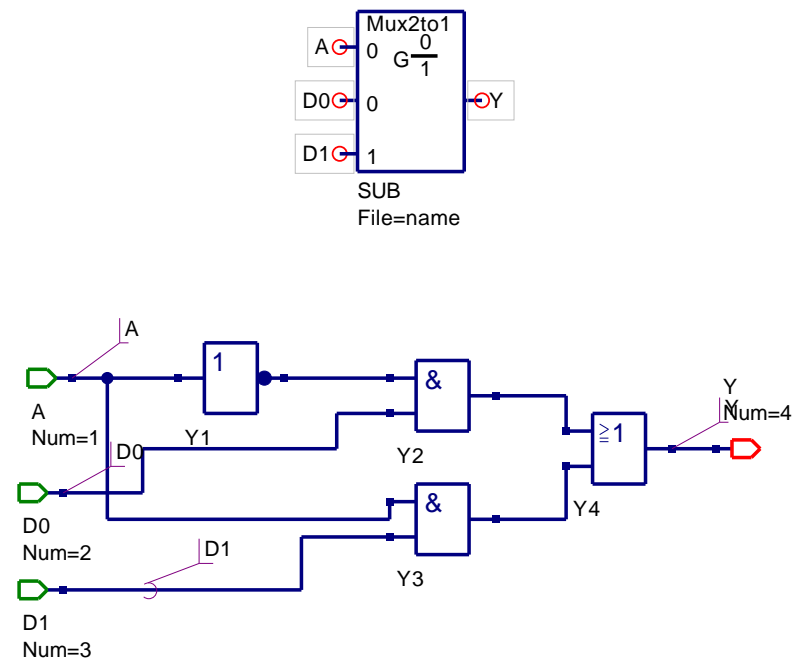 Mux2to1
A 0 G 0
1
D0 0 Y
D1 1
SUB
File=name
A
1
&
A
Num=1
Y1
D0
Y2
≧1
Y
Y
Num=4
D0
Num=2
&
Y4
D1
Y3
D1
Num=3